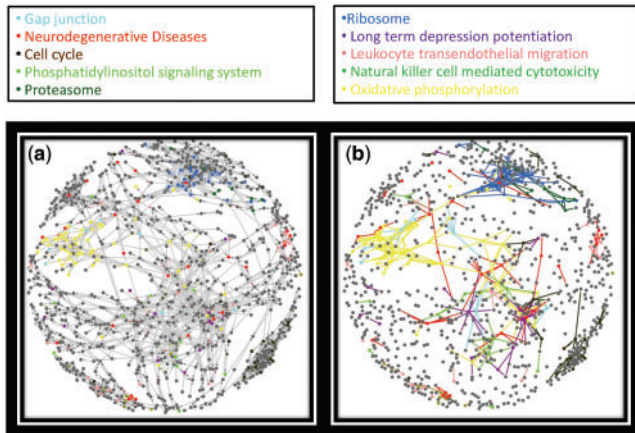 • Gap junction
• Neurodegenerative Diseases
• Cell cycle
• Phosphatidylinositol signaling system
• Proteasome
•Ribosome
• Long term depression potentiation
• Leukocyte transendothelial migration
• Natural killer cell mediated cytotoxicity
• Oxidative phosphorylation
(a)
(b)